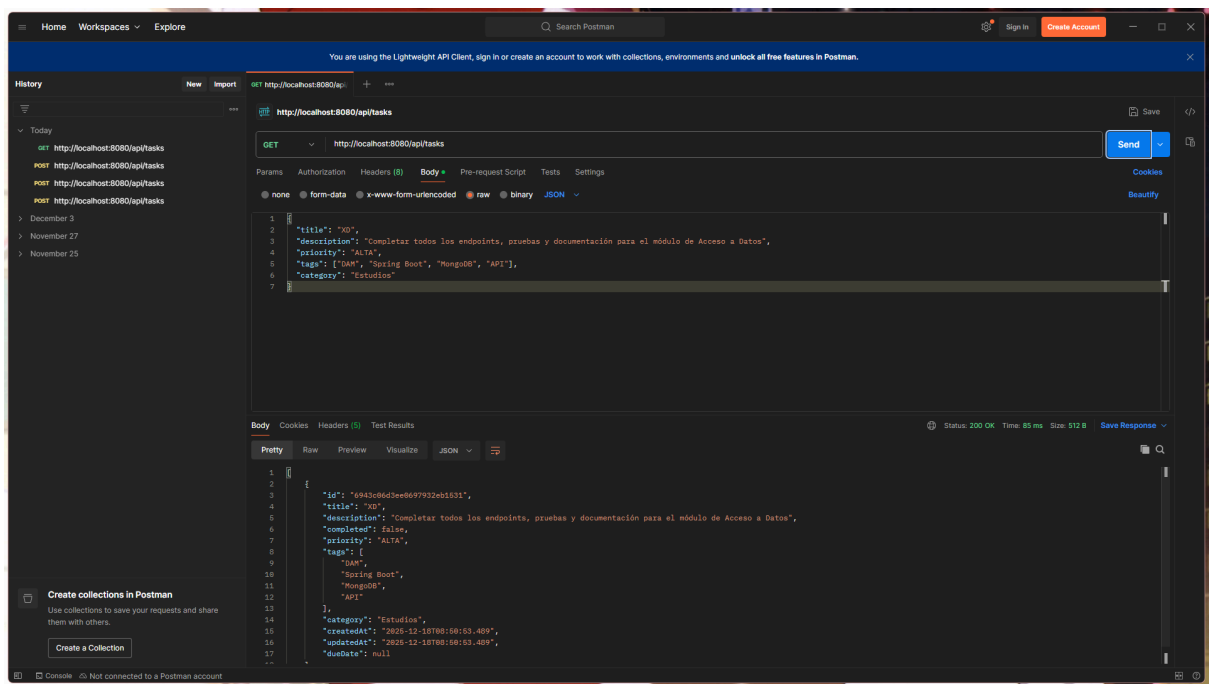 Home Workspaces Explore Search Postman Sign In Create Account
You are using the Lightweight API Client, sign in or create an account to work with collections, environments and unlock all free features in Postman.
History New Import GET http://localhost:8080/api
http://localhost:8080/api/tasks Save
Today
GET http://localhost:8080/api/tasks
POST http://localhost:8080/api/tasks
POST http://localhost:8080/api/tasks
POST http://localhost:8080/api/tasks
December 3
November 27
November 25
GET http://localhost:8080/api/tasks Send
Params Authorization Headers (8) Body Pre-request Script Tests Settings Cookies
none form-data x-www-form-urlencoded raw binary JSON Beautify
1 {
2 "title": "XD",
3 "description": "Completar todos los endpoints, pruebas y documentación para el módulo de Acceso a Datos",
4 "priority": "ALTA",
5 "tags": ["DAM", "Spring Boot", "MongoDB", "API"],
6 "category": "Estudios"
7 }
Body Cookies Headers (5) Test Results Status: 200 OK Time: 85 ms Size: 512 B Save Response
Pretty Raw Preview Visualize JSON
1 [
2 {
3 "id": "6943c06d3ee0697932eb1531",
4 "title": "XD",
5 "description": "Completar todos los endpoints, pruebas y documentación para el módulo de Acceso a Datos",
6 "completed": false,
7 "priority": "ALTA",
8 "tags": [
9 "DAM",
10 "Spring Boot",
11 "MongoDB",
12 "API"
13 ],
14 "category": "Estudios",
15 "createdAt": "2025-12-18T08:50:53.489",
16 "updatedAt": "2025-12-18T08:50:53.489",
17 "dueDate": null
Create collections in Postman
Use collections to save your requests and share
them with others.
Create a Collection
Console Not connected to a Postman account